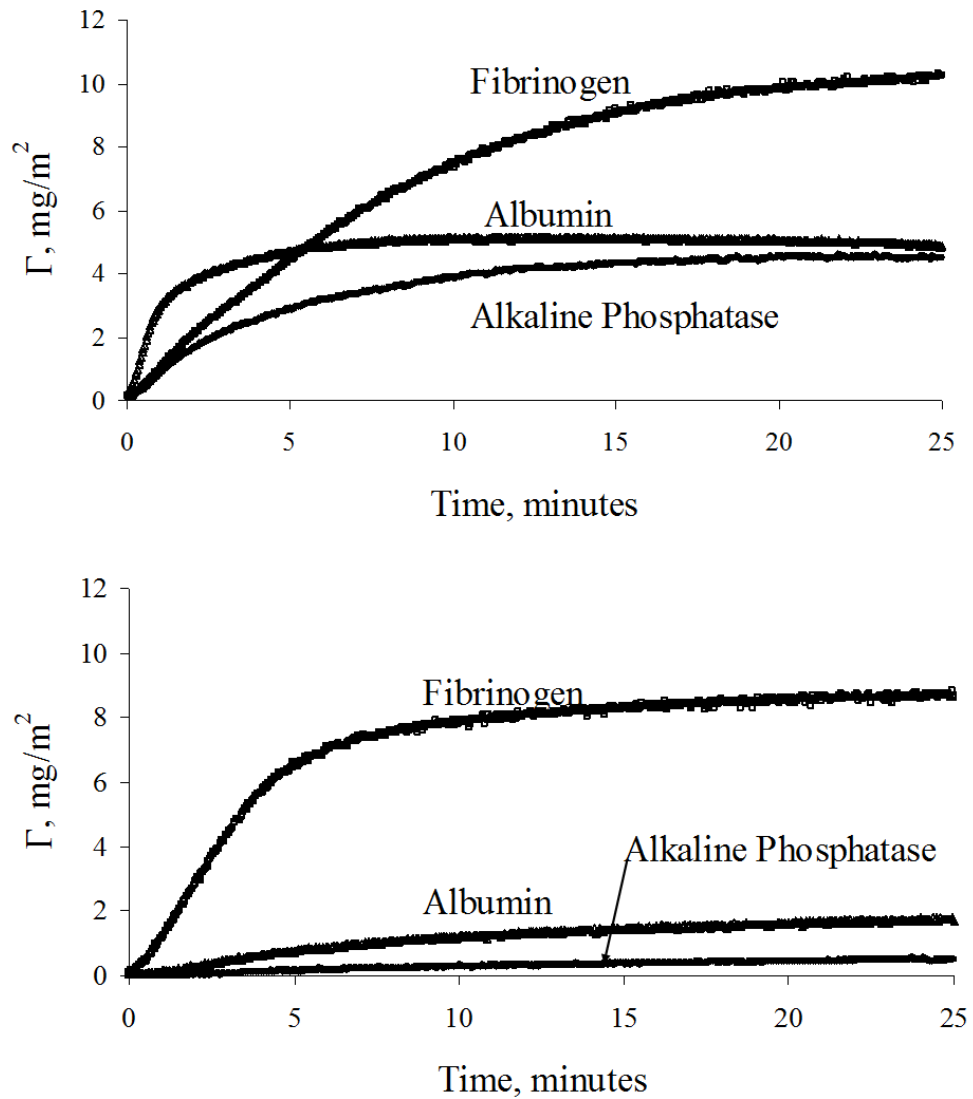 12
10
8
6
4
2
0
Γ, mg/m²
Fibrinogen
Albumin
Alkaline Phosphatase
0 5 10 15 20 25
Time, minutes
12
10
8
6
4
2
0
Γ, mg/m²
Fibrinogen
Alkaline Phosphatase
Albumin
0 5 10 15 20 25
Time, minutes